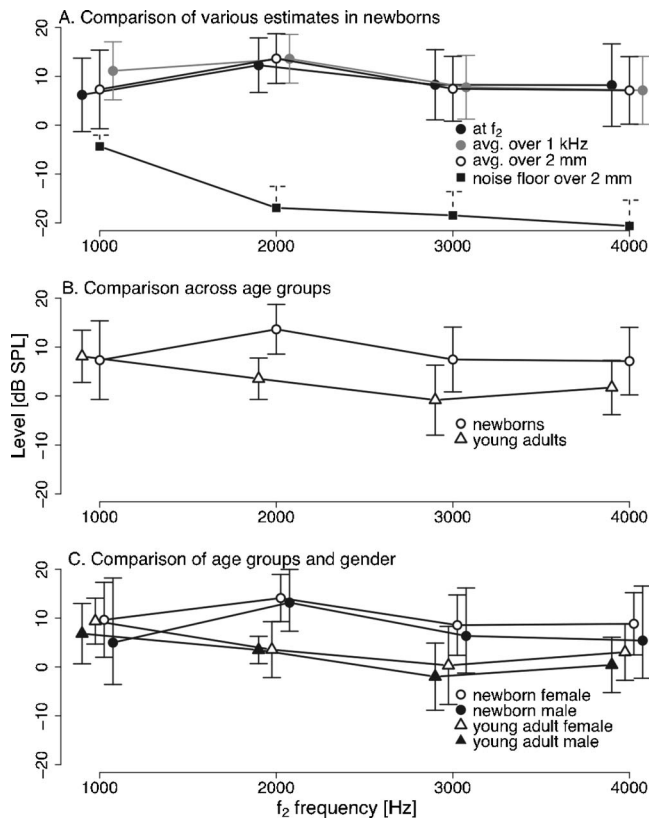 A. Comparison of various estimates in newborns
20
10
0
−10
−20
at f₂
avg. over 1 kHz
avg. over 2 mm
noise floor over 2 mm
1000 2000 3000 4000
B. Comparison across age groups
20
10
0
−10
−20
Level [dB SPL]
newborns
young adults
1000 2000 3000 4000
C. Comparison of age groups and gender
20
10
0
−10
−20
newborn female
newborn male
young adult female
young adult male
1000 2000 3000 4000
f₂ frequency [Hz]